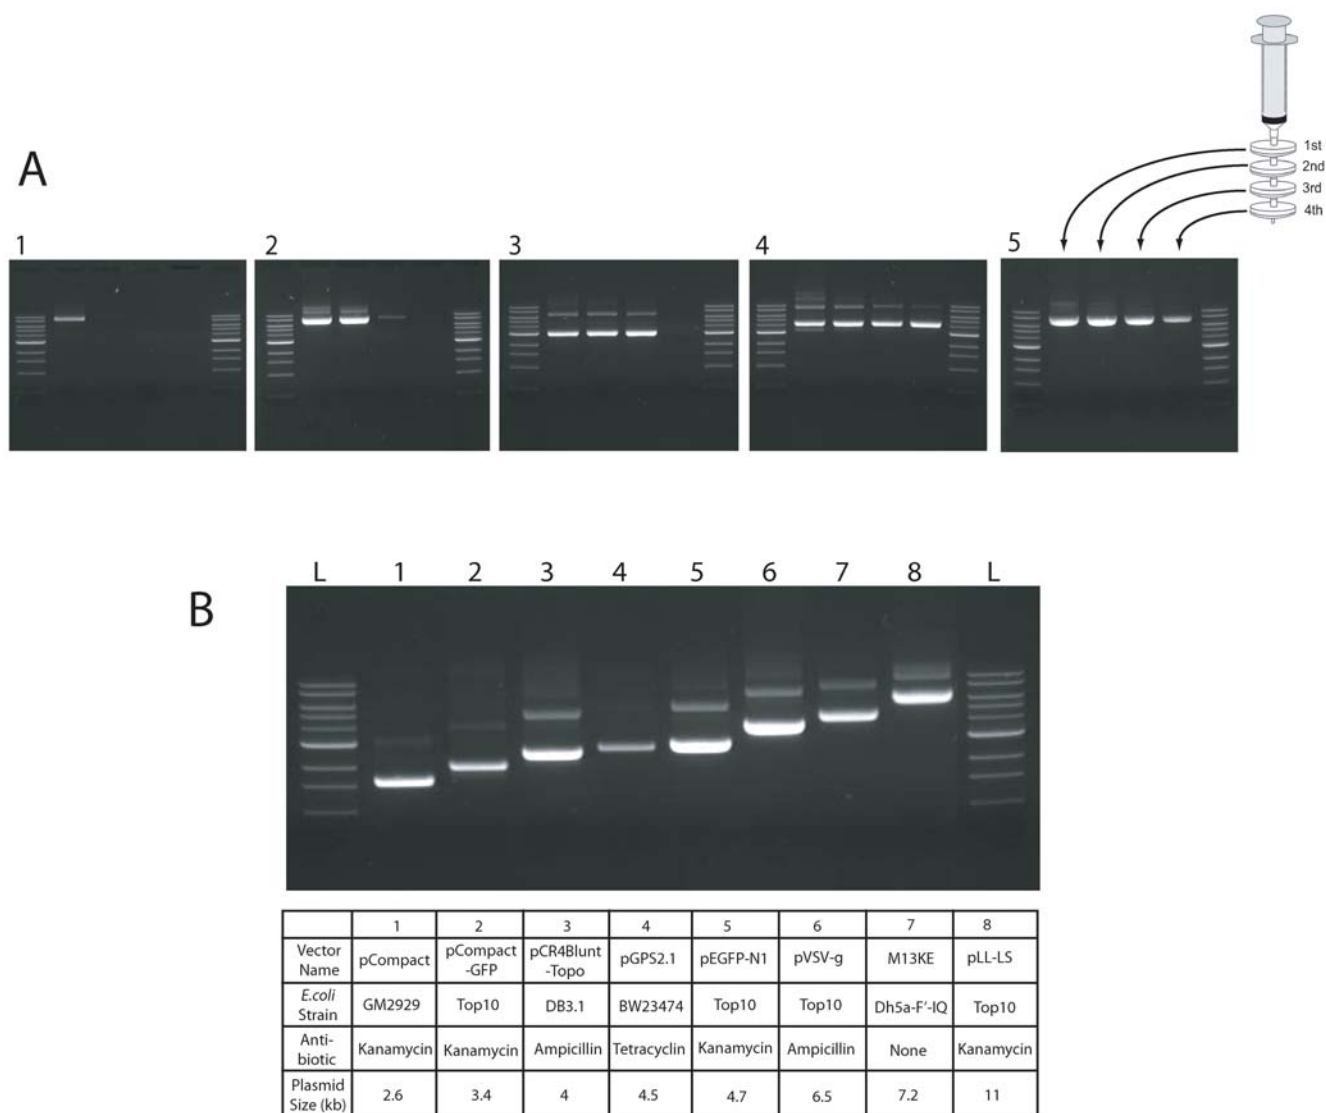 1st
2nd
3rd
4th
A
1 2 3 4 5
L 1 2 3 4 5 6 7 8 L
B
1 2 3 4 5 6 7 8
Vector Name pCompact pCompact-GFP pCR4Blunt-Topo pGPS2.1 pEGFP-N1 pVSV-g M13KE pLL-LS
E.coli Strain GM2929 Top10 DB3.1 BW23474 Top10 Top10 Dh5a-F'-IQ Top10
Anti-biotic Kanamycin Kanamycin Ampicillin Tetracyclin Kanamycin Ampicillin None Kanamycin
Plasmid Size (kb) 2.6 3.4 4 4.5 4.7 6.5 7.2 11